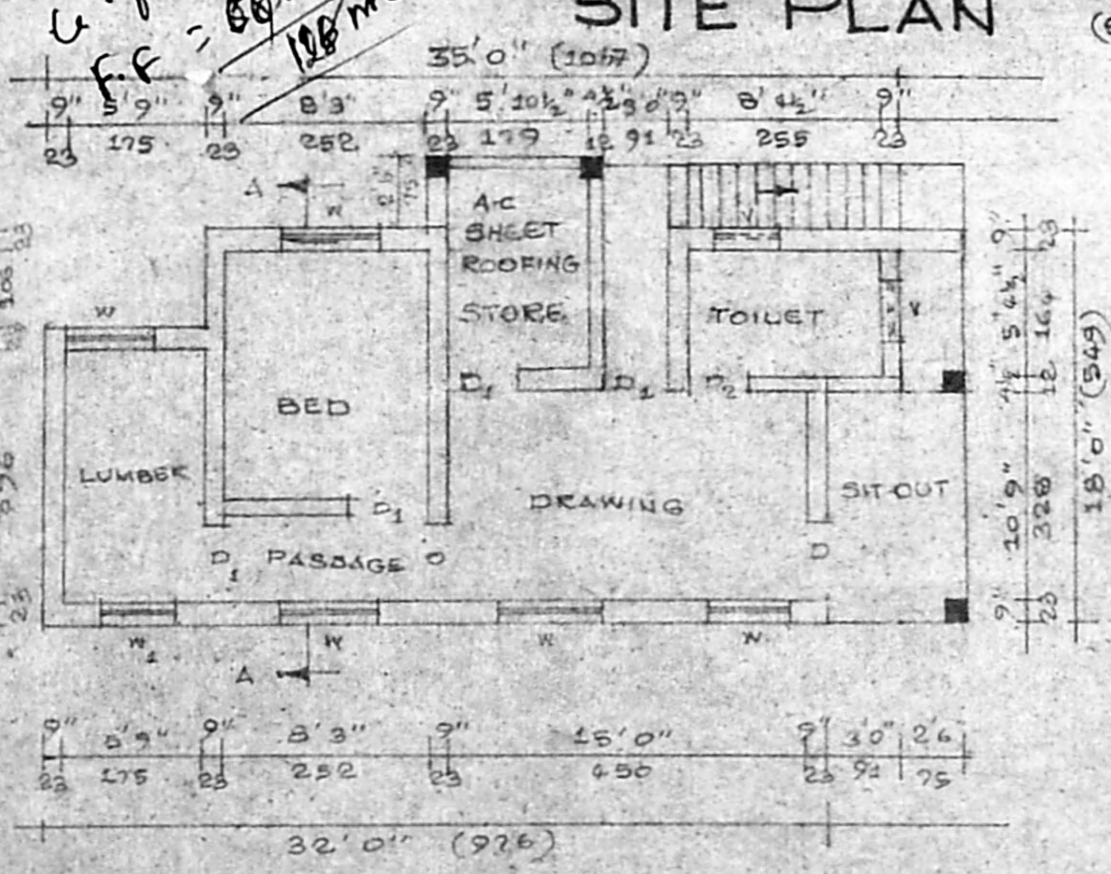 SITE PLAN
F.F =
35'0" (1067)
9" 5'9" 9" 8'3" 9" 5'10½" 4½" 3'0" 9" 8'4½" 9"
23 175 23 252 23 179 12 91 23 255 23
A
W
A-C
SHEET
ROOFING
STORE
V
TOILET
V
W
BED
LUMBER
D1
D1
D2
D1
DRAWING
SIT-OUT
D1
PASSAGE
O
D
W1
W
W
W
A
9" 5'4½" 4½" 10'9" 9"
23 164 12 328 23
18'0" (549)
9" 5'9" 9" 8'3" 9" 15'0" 9" 3'0" 2'6
23 175 23 252 23 450 23 91 75
32'0" (976)